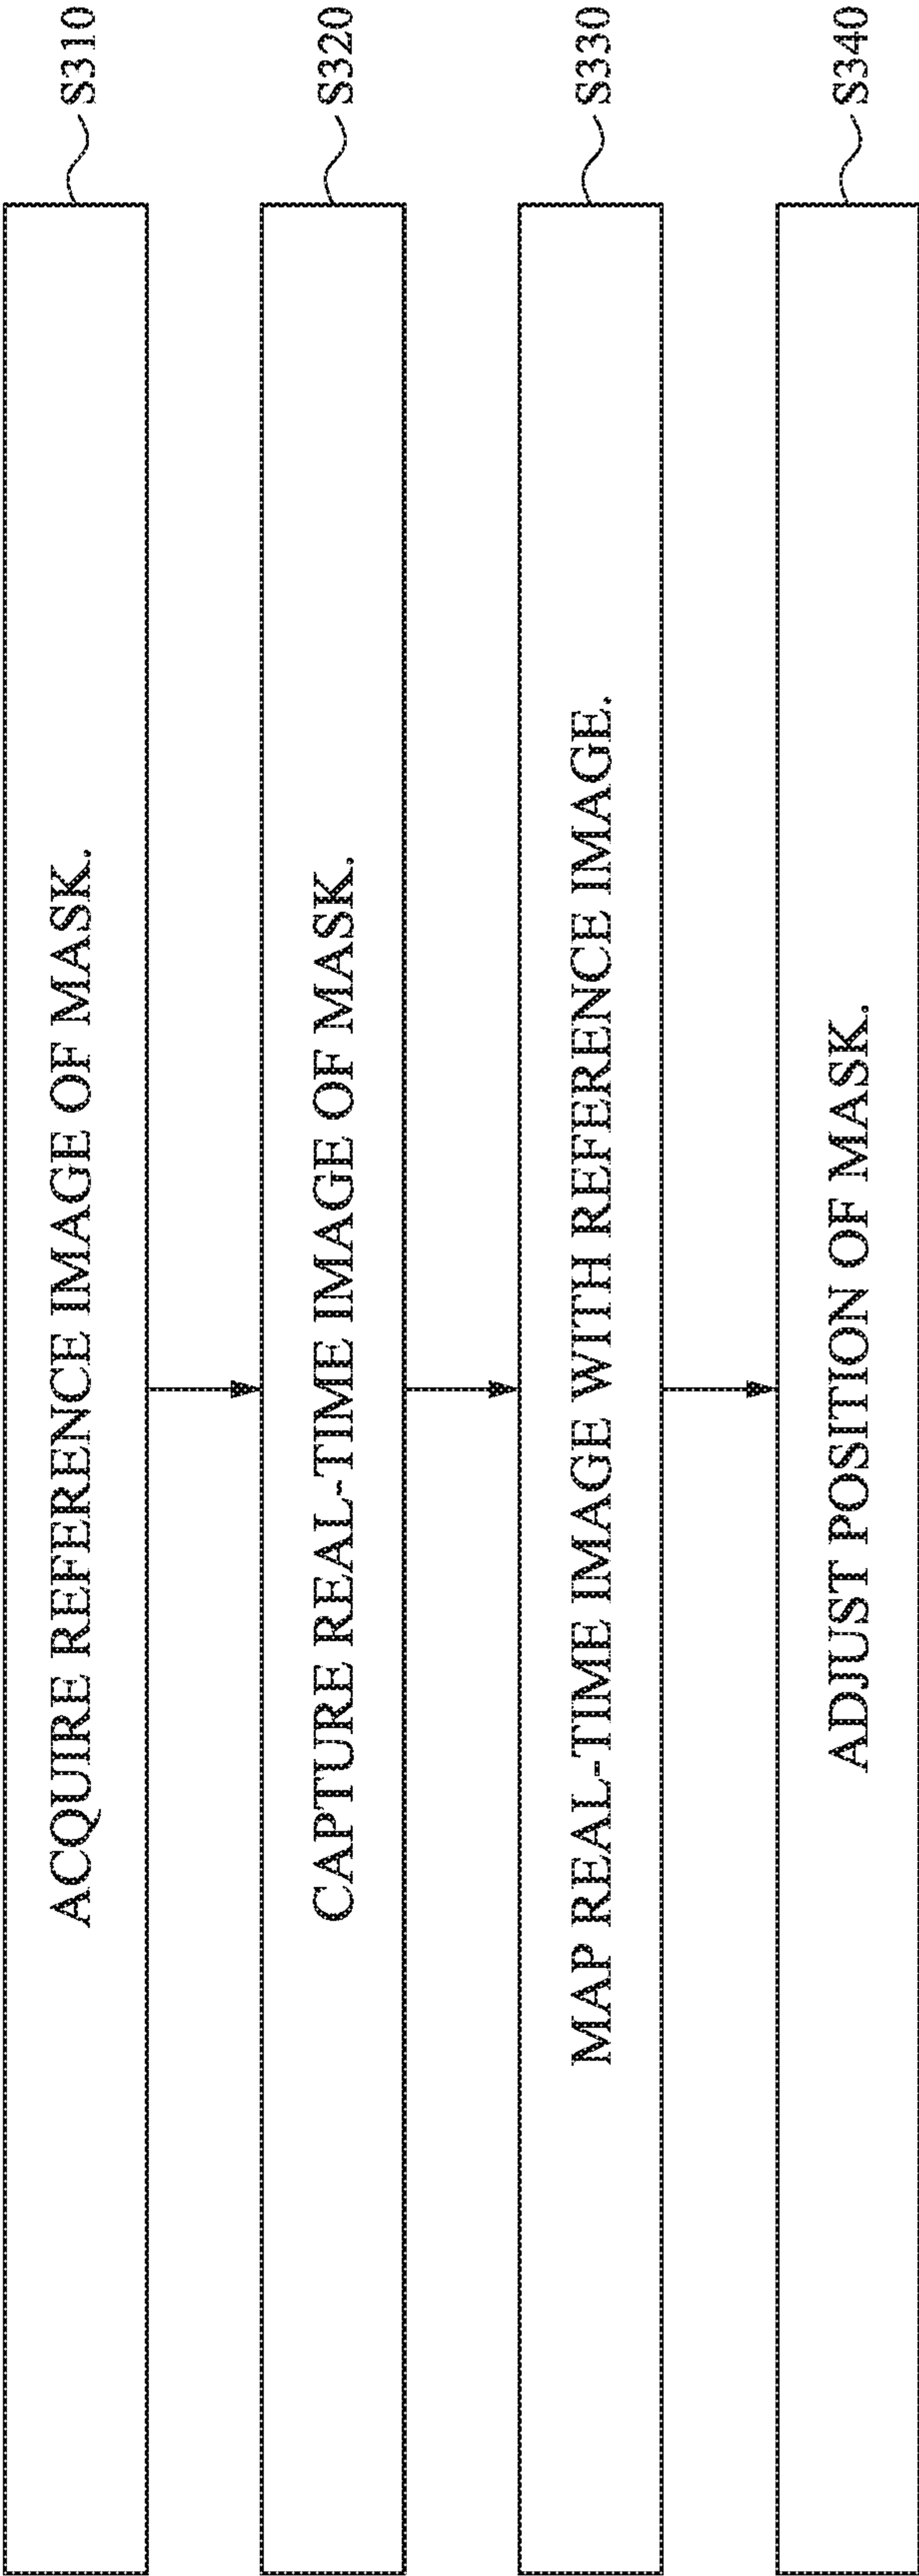 ACQUIRE REFERENCE IMAGE OF MASK. S310
CAPTURE REAL-TIME IMAGE OF MASK. S320
MAP REAL-TIME IMAGE WITH REFERENCE IMAGE. S330
ADJUST POSITION OF MASK. S340